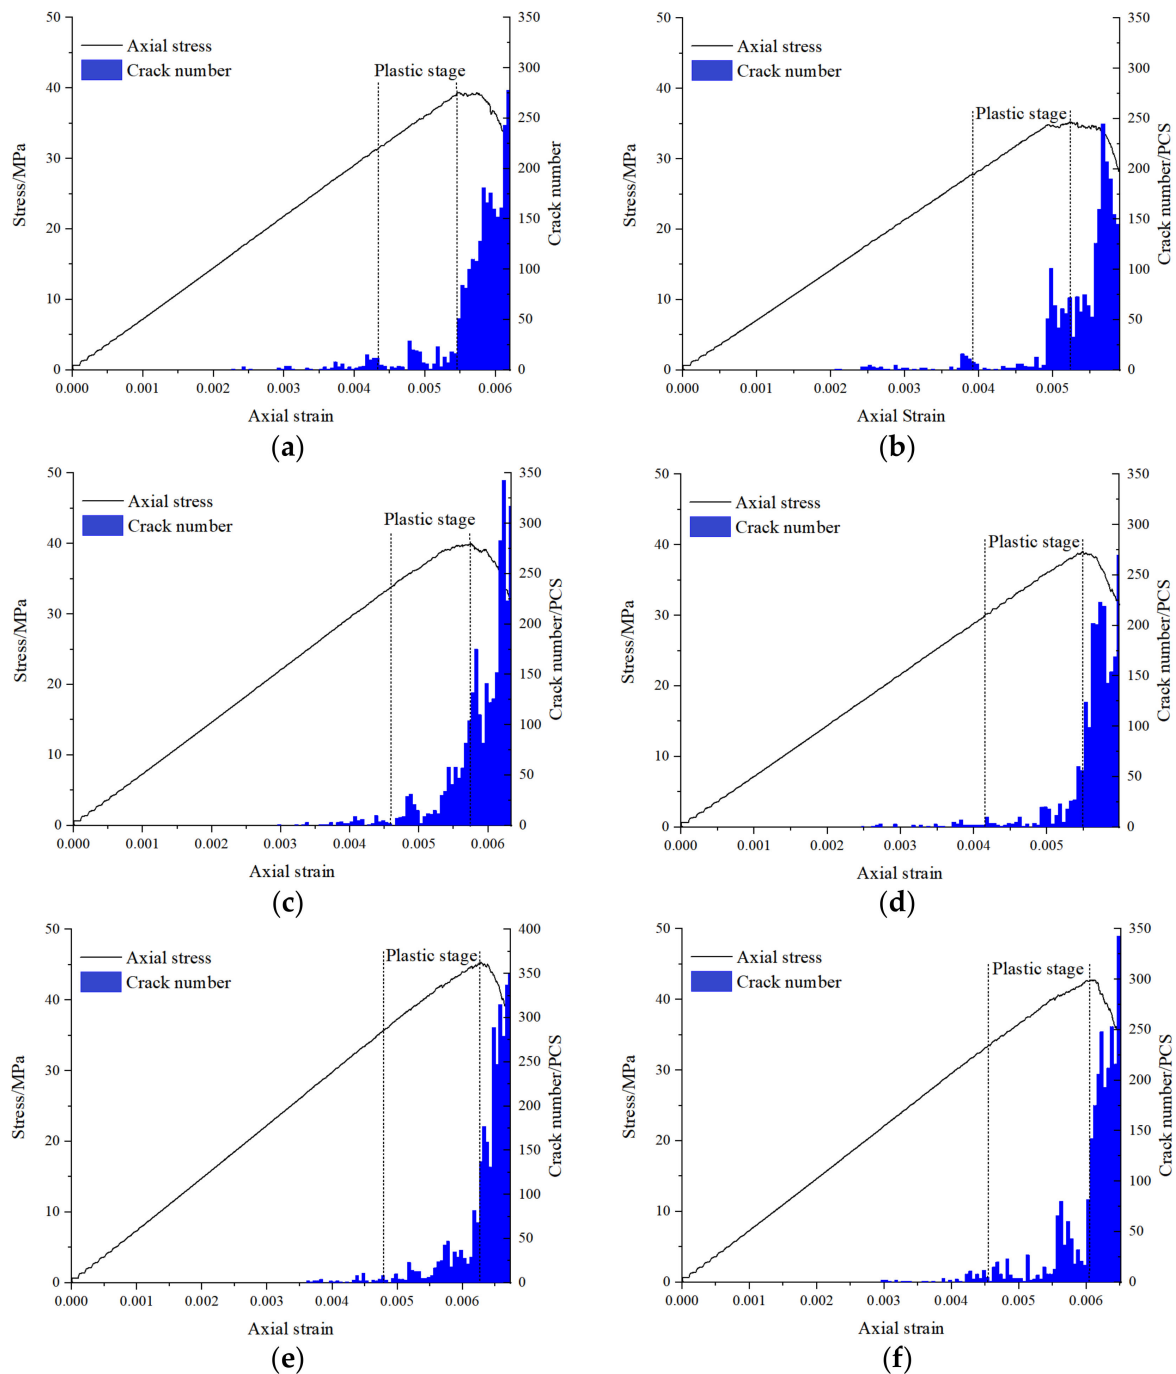 50
40
30
20
10
0
Stress/MPa
Axial stress
Crack number
Plastic stage
350
300
250
200
150
100
50
0
Crack number
0.000 0.001 0.002 0.003 0.004 0.005 0.006
Axial strain
(a)
50
40
30
20
10
0
Stress/MPa
Axial stress
Crack number
Plastic stage
350
300
250
200
150
100
50
0
Crack number/PCS
0.000 0.001 0.002 0.003 0.004 0.005
Axial Strain
(b)
50
40
30
20
10
0
Stress/MPa
Axial stress
Crack number
Plastic stage
350
300
250
200
150
100
50
0
Crack number/PCS
0.000 0.001 0.002 0.003 0.004 0.005 0.006
Axial strain
(c)
50
40
30
20
10
0
Stress/MPa
Axial stress
Crack number
Plastic stage
350
300
250
200
150
100
50
0
Crack number/PCS
0.000 0.001 0.002 0.003 0.004 0.005
Axial strain
(d)
50
40
30
20
10
0
Stress/MPa
Axial stress
Crack number
Plastic stage
400
350
300
250
200
150
100
50
0
Crack number/PCS
0.000 0.001 0.002 0.003 0.004 0.005 0.006
Axial strain
(e)
50
40
30
20
10
0
Stress/MPa
Axial stress
Crack number
Plastic stage
350
300
250
200
150
100
50
0
Crack number/PCS
0.000 0.001 0.002 0.003 0.004 0.005 0.006
Axial strain
(f)